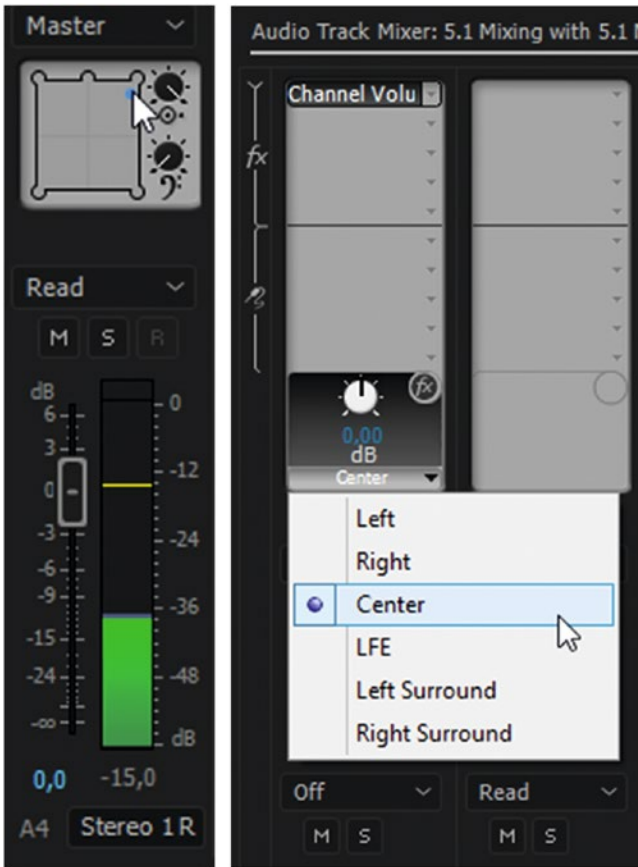 Master
Read
M S R
dB
6
3
0
-3
-6
-9
-15
-24
-∞
0
-12
-24
-36
-48
dB
0,0 -15,0
A4 Stereo 1 R
Audio Track Mixer: 5.1 Mixing with 5.1
Channel Volu
fx
fx
0,00
dB
Center
Left
Right
Center
LFE
Left Surround
Right Surround
Off Read
M S M S